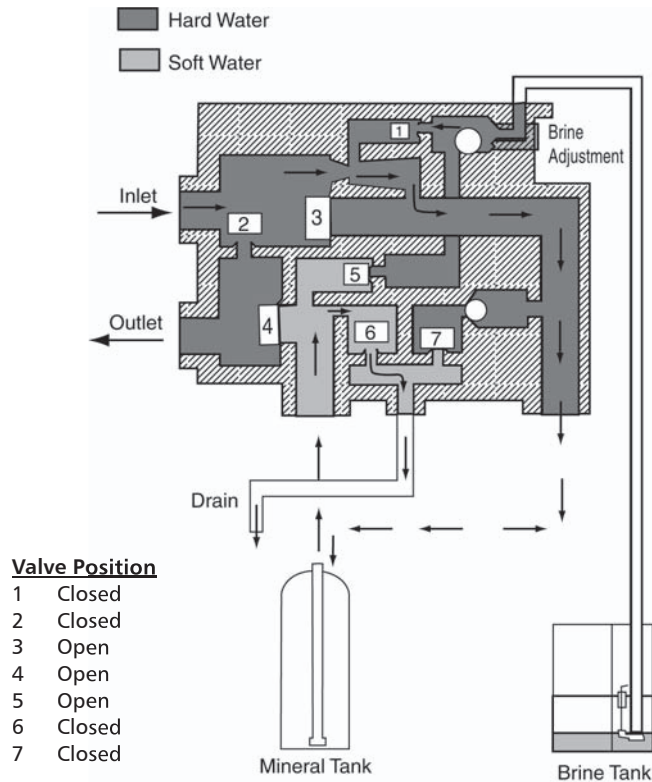 Hard Water
Soft Water
Brine
Adjustment
1
Inlet
2
3
5
Outlet
4
6
7
Drain
Valve Position
1 Closed
2 Closed
3 Open
4 Open
5 Open
6 Closed
7 Closed
Mineral Tank
Brine Tank